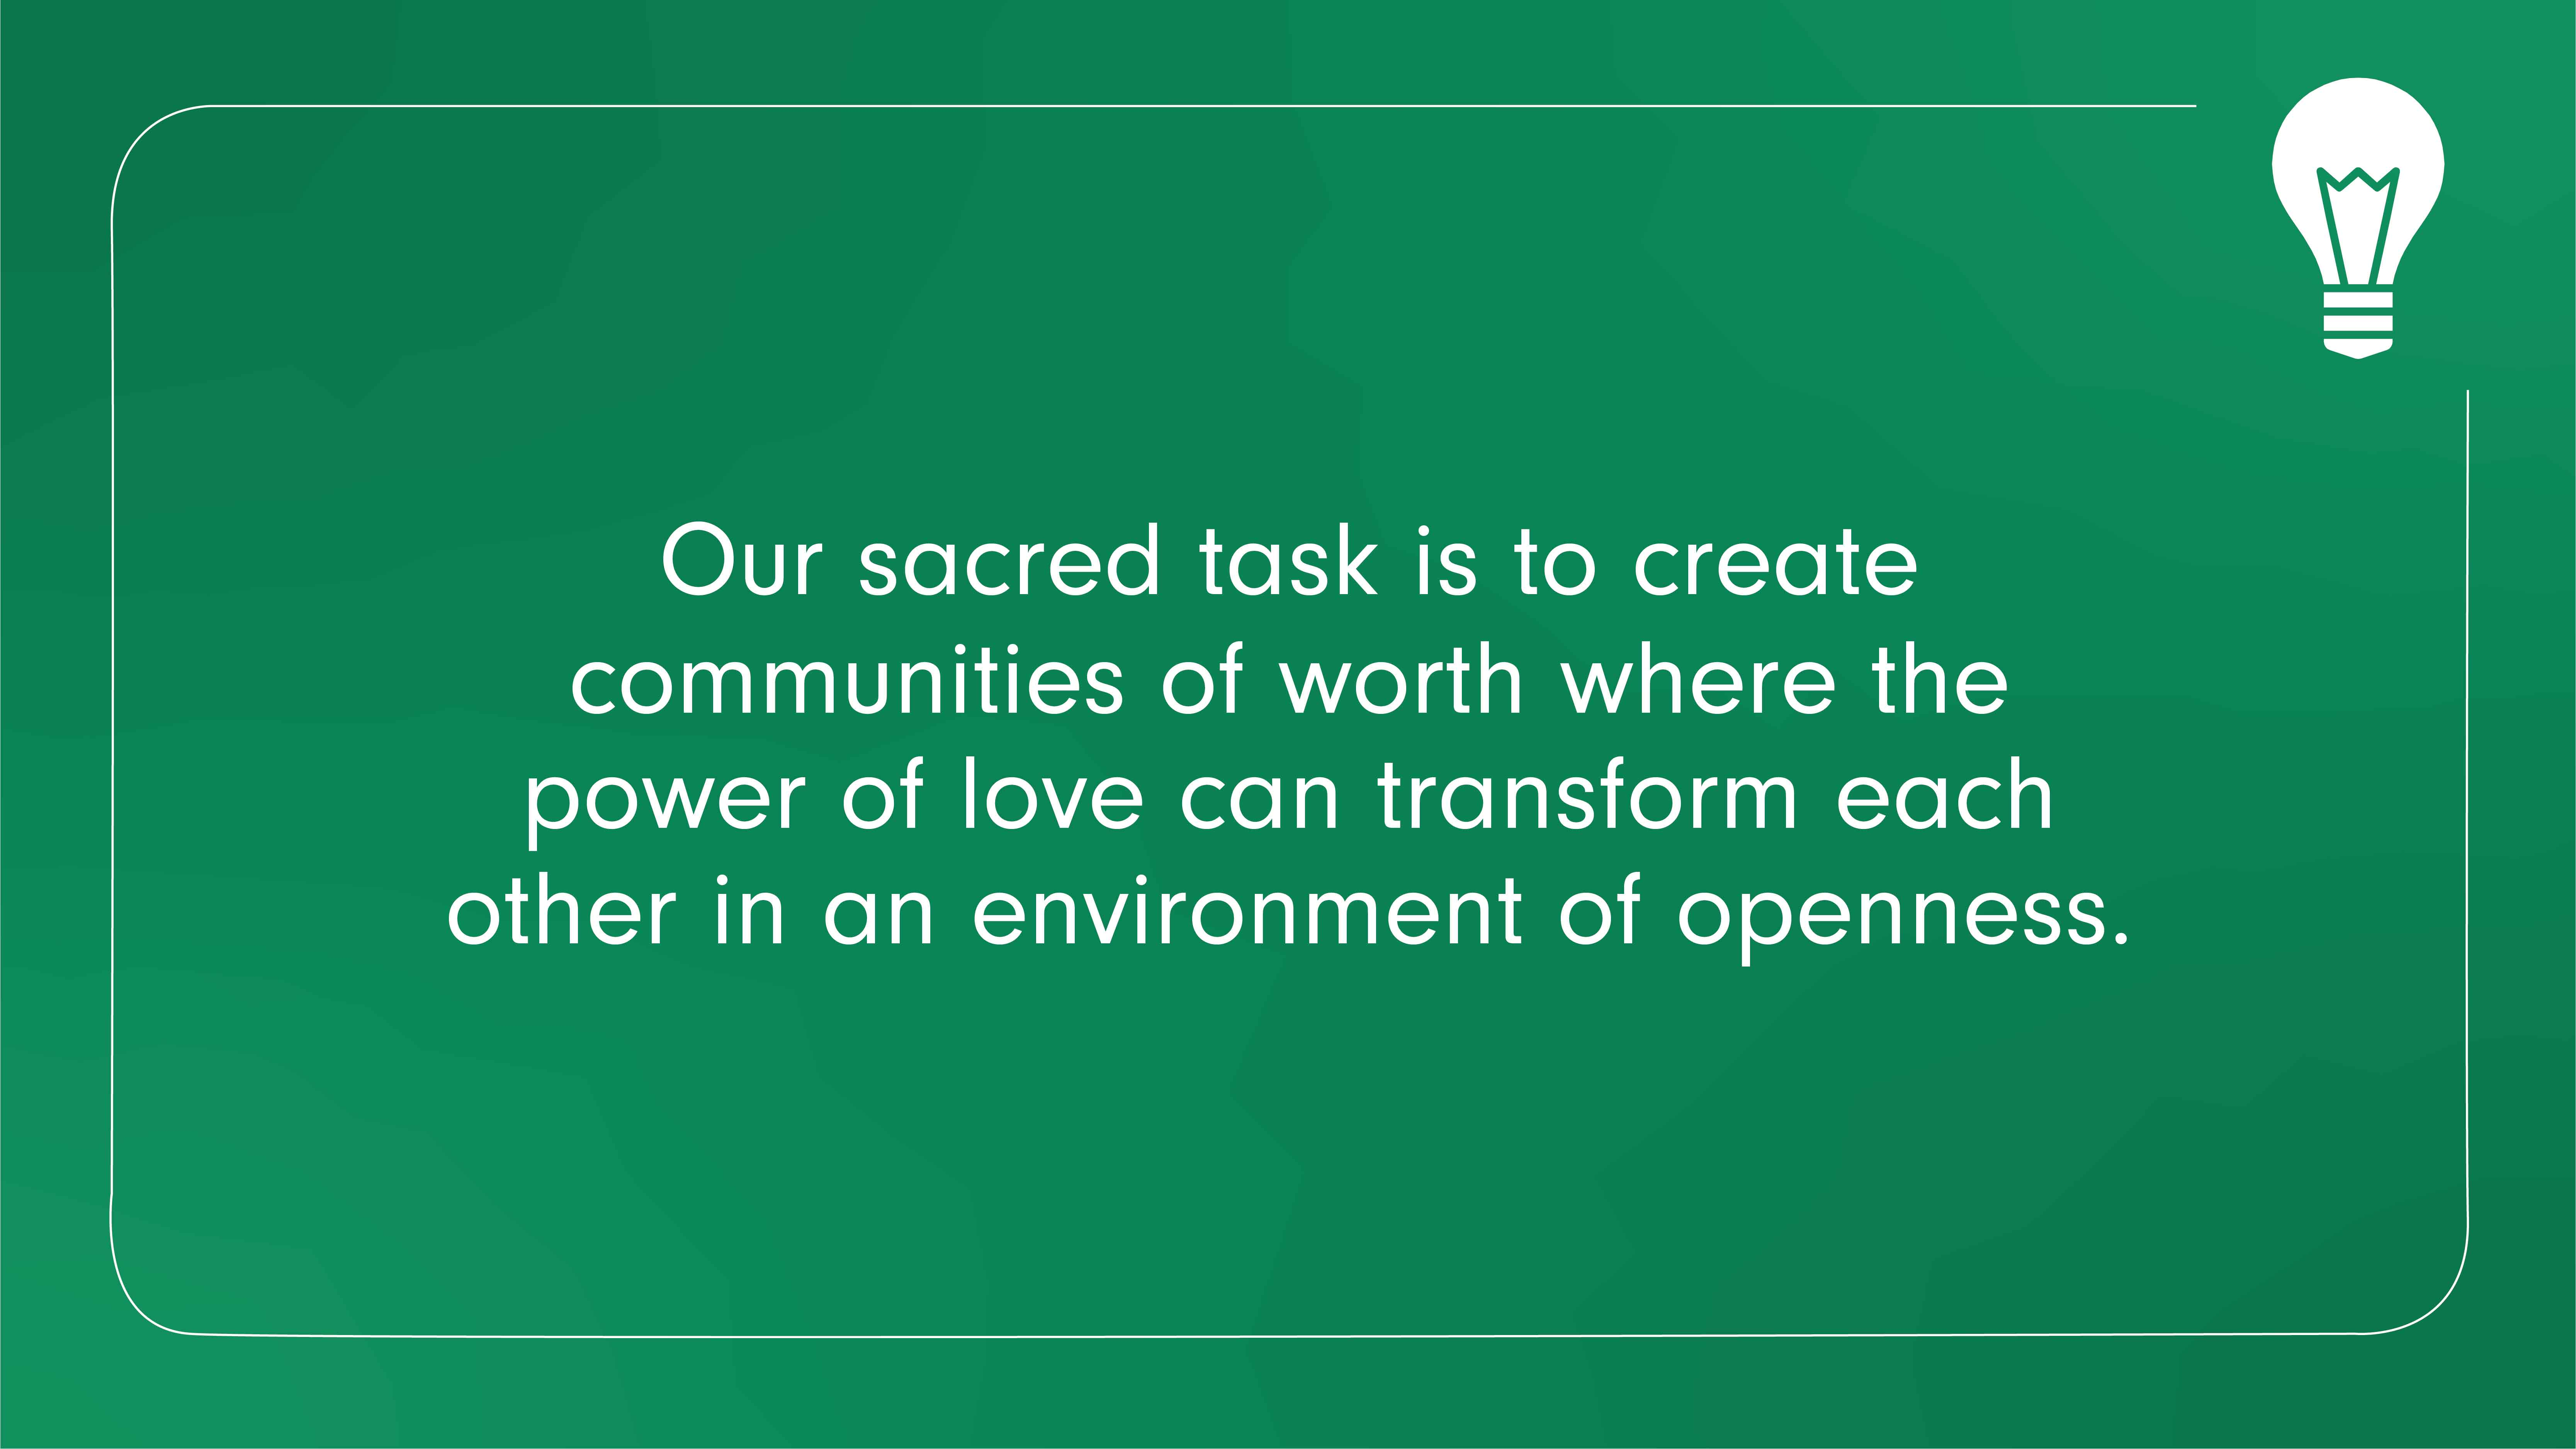 Our sacred task is to create
communities of worth where the
power of love can transform each
other in an environment of openness.